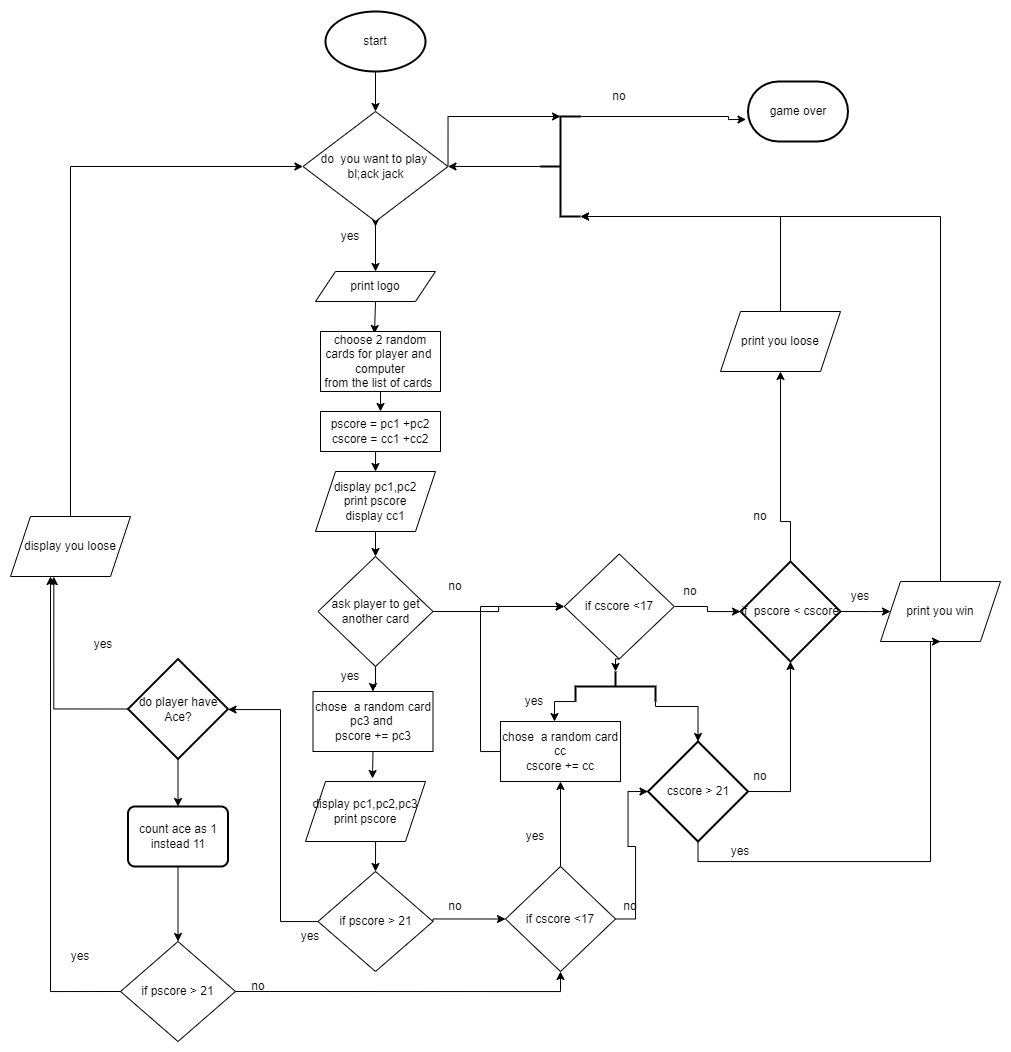 start
no
game over
do  you want to play
bl;ack jack
yes
print logo
choose 2 random
cards for player and
computer
from the list of cards
print you loose
pscore = pc1 +pc2
cscore = cc1 +cc2
display pc1,pc2
print pscore
display cc1
no
display you loose
ask player to get
another card
no
if cscore <17
no
if  pscore < cscore
yes
print you win
yes
yes
do player have
Ace?
chose  a random card
pc3 and
pscore += pc3
yes
chose  a random card
cc
cscore += cc
cscore > 21
no
display pc1,pc2,pc3
print pscore
count ace as 1
instead 11
yes
yes
if pscore > 21
no
if cscore <17
no
yes
yes
if pscore > 21
no